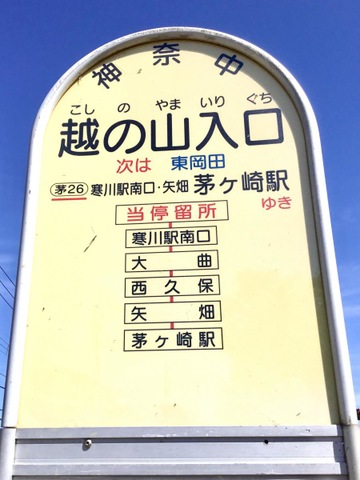 神奈中
こしのやまいりぐち
越の山入口
次は 東岡田
茅26 寒川駅南口・矢畑 茅ヶ崎駅
ゆき
当停留所
寒川駅南口
大曲
西久保
矢畑
茅ヶ崎駅